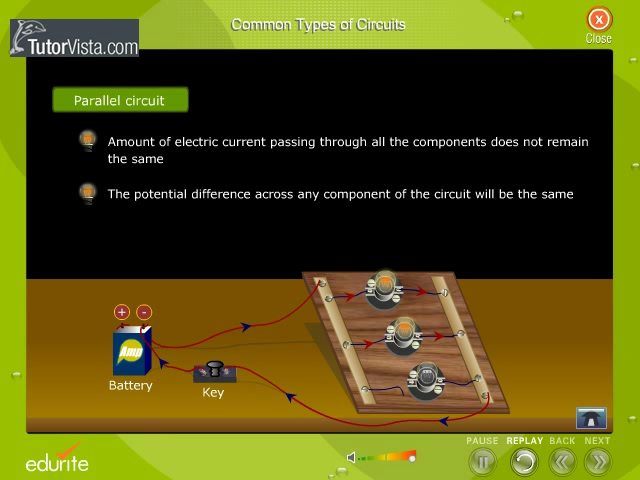 Common Types of Circuits
TutorVista.com
X
Close
Parallel circuit
Amount of electric current passing through all the components does not remain
the same
The potential difference across any component of the circuit will be the same
+ -
Amp
Battery
Key
PAUSE REPLAY BACK NEXT
edurite